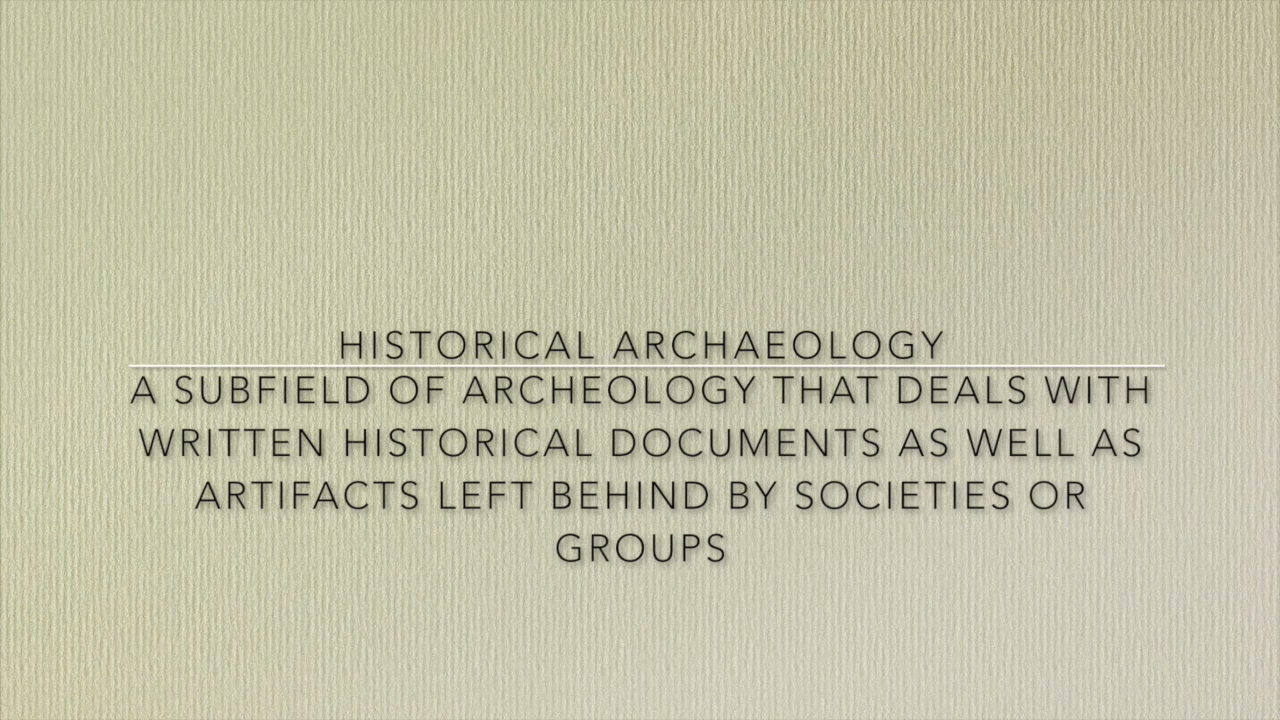 HISTORICAL ARCHAEOLOGY
A SUBFIELD OF ARCHEOLOGY THAT DEALS WITH
WRITTEN HISTORICAL DOCUMENTS AS WELL AS
ARTIFACTS LEFT BEHIND BY SOCIETIES OR
GROUPS